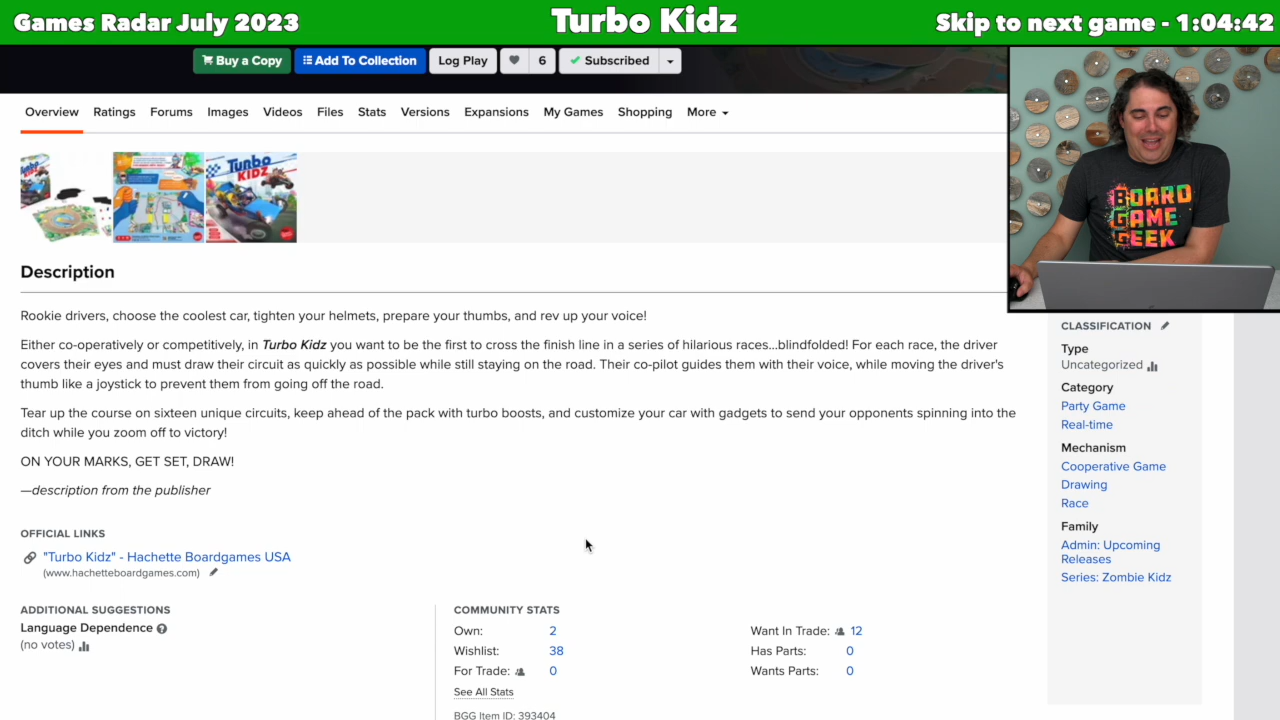 Games Radar July 2023
Turbo Kidz
Skip to next game - 1:04:42
Buy a Copy
Add To Collection
Log Play
6
Subscribed
Overview
Ratings
Forums
Images
Videos
Files
Stats
Versions
Expansions
My Games
Shopping
More
Turbo
KIDZ
BOARD
GAME
GEEK
Description
Rookie drivers, choose the coolest car, tighten your helmets, prepare your thumbs, and rev up your voice!
Either co-operatively or competitively, in Turbo Kidz you want to be the first to cross the finish line in a series of hilarious races...blindfolded! For each race, the driver
covers their eyes and must draw their circuit as quickly as possible while still staying on the road. Their co-pilot guides them with their voice, while moving the driver's
thumb like a joystick to prevent them from going off the road.
Tear up the course on sixteen unique circuits, keep ahead of the pack with turbo boosts, and customize your car with gadgets to send your opponents spinning into the
ditch while you zoom off to victory!
ON YOUR MARKS, GET SET, DRAW!
—description from the publisher
OFFICIAL LINKS
"Turbo Kidz" - Hachette Boardgames USA
(www.hachetteboardgames.com)
ADDITIONAL SUGGESTIONS
Language Dependence
(no votes)
COMMUNITY STATS
Own: 2
Wishlist: 38
For Trade: 0
See All Stats
BGG Item ID: 393404
Want In Trade: 12
Has Parts: 0
Wants Parts: 0
CLASSIFICATION
Type
Uncategorized
Category
Party Game
Real-time
Mechanism
Cooperative Game
Drawing
Race
Family
Admin: Upcoming
Releases
Series: Zombie Kidz